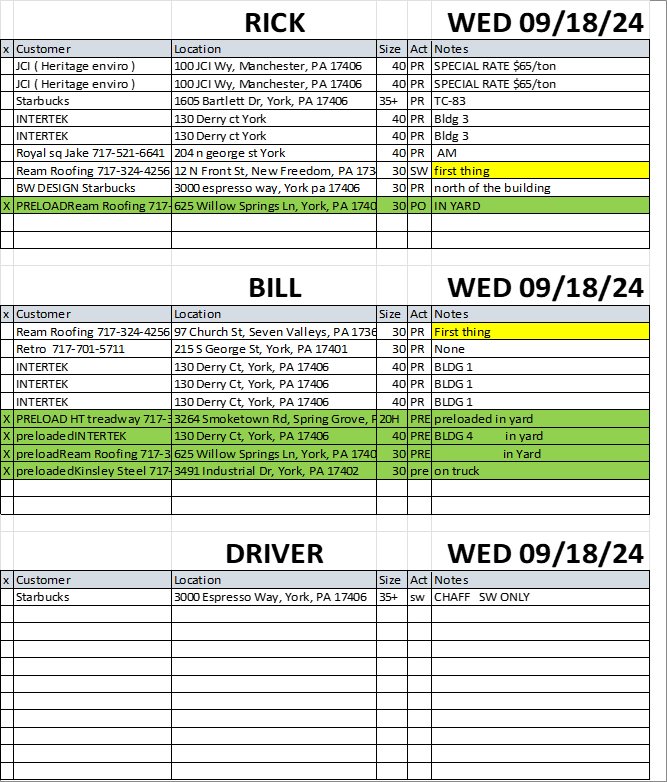 RICK WED 09/18/24
x Customer Location Size Act Notes
JCI ( Heritage enviro ) 100 JCI Wy, Manchester, PA 17406 40 PR SPECIAL RATE $65/ton
JCI ( Heritage enviro ) 100 JCI Wy, Manchester, PA 17406 40 PR SPECIAL RATE $65/ton
Starbucks 1605 Bartlett Dr, York, PA 17406 35+ PR TC-83
INTERTEK 130 Derry ct York 40 PR Bldg 3
INTERTEK 130 Derry ct York 40 PR Bldg 3
Royal sq Jake 717-521-6641 204 n george st York 40 PR AM
Ream Roofing 717-324-4256 12 N Front St, New Freedom, PA 173 30 SW first thing
BW DESIGN Starbucks 3000 espresso way, York pa 17406 30 PR north of the building
X PRELOADReam Roofing 717- 625 Willow Springs Ln, York, PA 1740 30 PO IN YARD
BILL WED 09/18/24
x Customer Location Size Act Notes
Ream Roofing 717-324-4256 97 Church St, Seven Valleys, PA 1736 30 PR First thing
Retro 717-701-5711 215 S George St, York, PA 17401 30 PR None
INTERTEK 130 Derry Ct, York, PA 17406 40 PR BLDG 1
INTERTEK 130 Derry Ct, York, PA 17406 40 PR BLDG 1
INTERTEK 130 Derry Ct, York, PA 17406 40 PR BLDG 1
X PRELOAD HT treadway 717-3 3264 Smoketown Rd, Spring Grove, P 20H PRE preloaded in yard
X preloadedINTERTEK 130 Derry Ct, York, PA 17406 40 PRE BLDG 4 in yard
X preloadReam Roofing 717-3 625 Willow Springs Ln, York, PA 1740 30 PRE in Yard
X preloadedKinsley Steel 717- 3491 Industrial Dr, York, PA 17402 30 pre on truck
DRIVER WED 09/18/24
x Customer Location Size Act Notes
Starbucks 3000 Espresso Way, York, PA 17406 35+ sw CHAFF SW ONLY